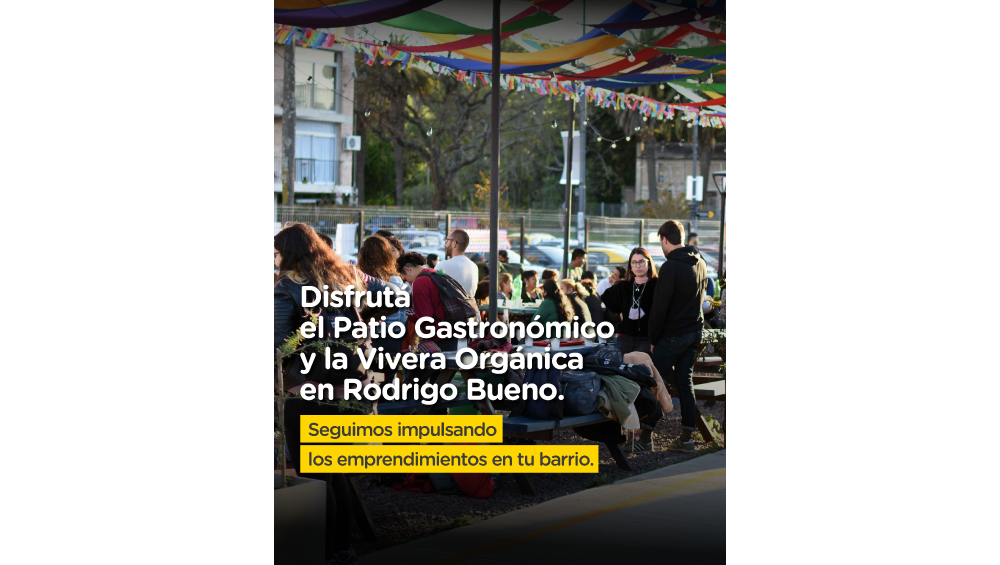 Disfrutá
el Patio Gastronómico
y la Vivera Orgánica
en Rodrigo Bueno.
Seguimos impulsando
los emprendimientos en tu barrio.